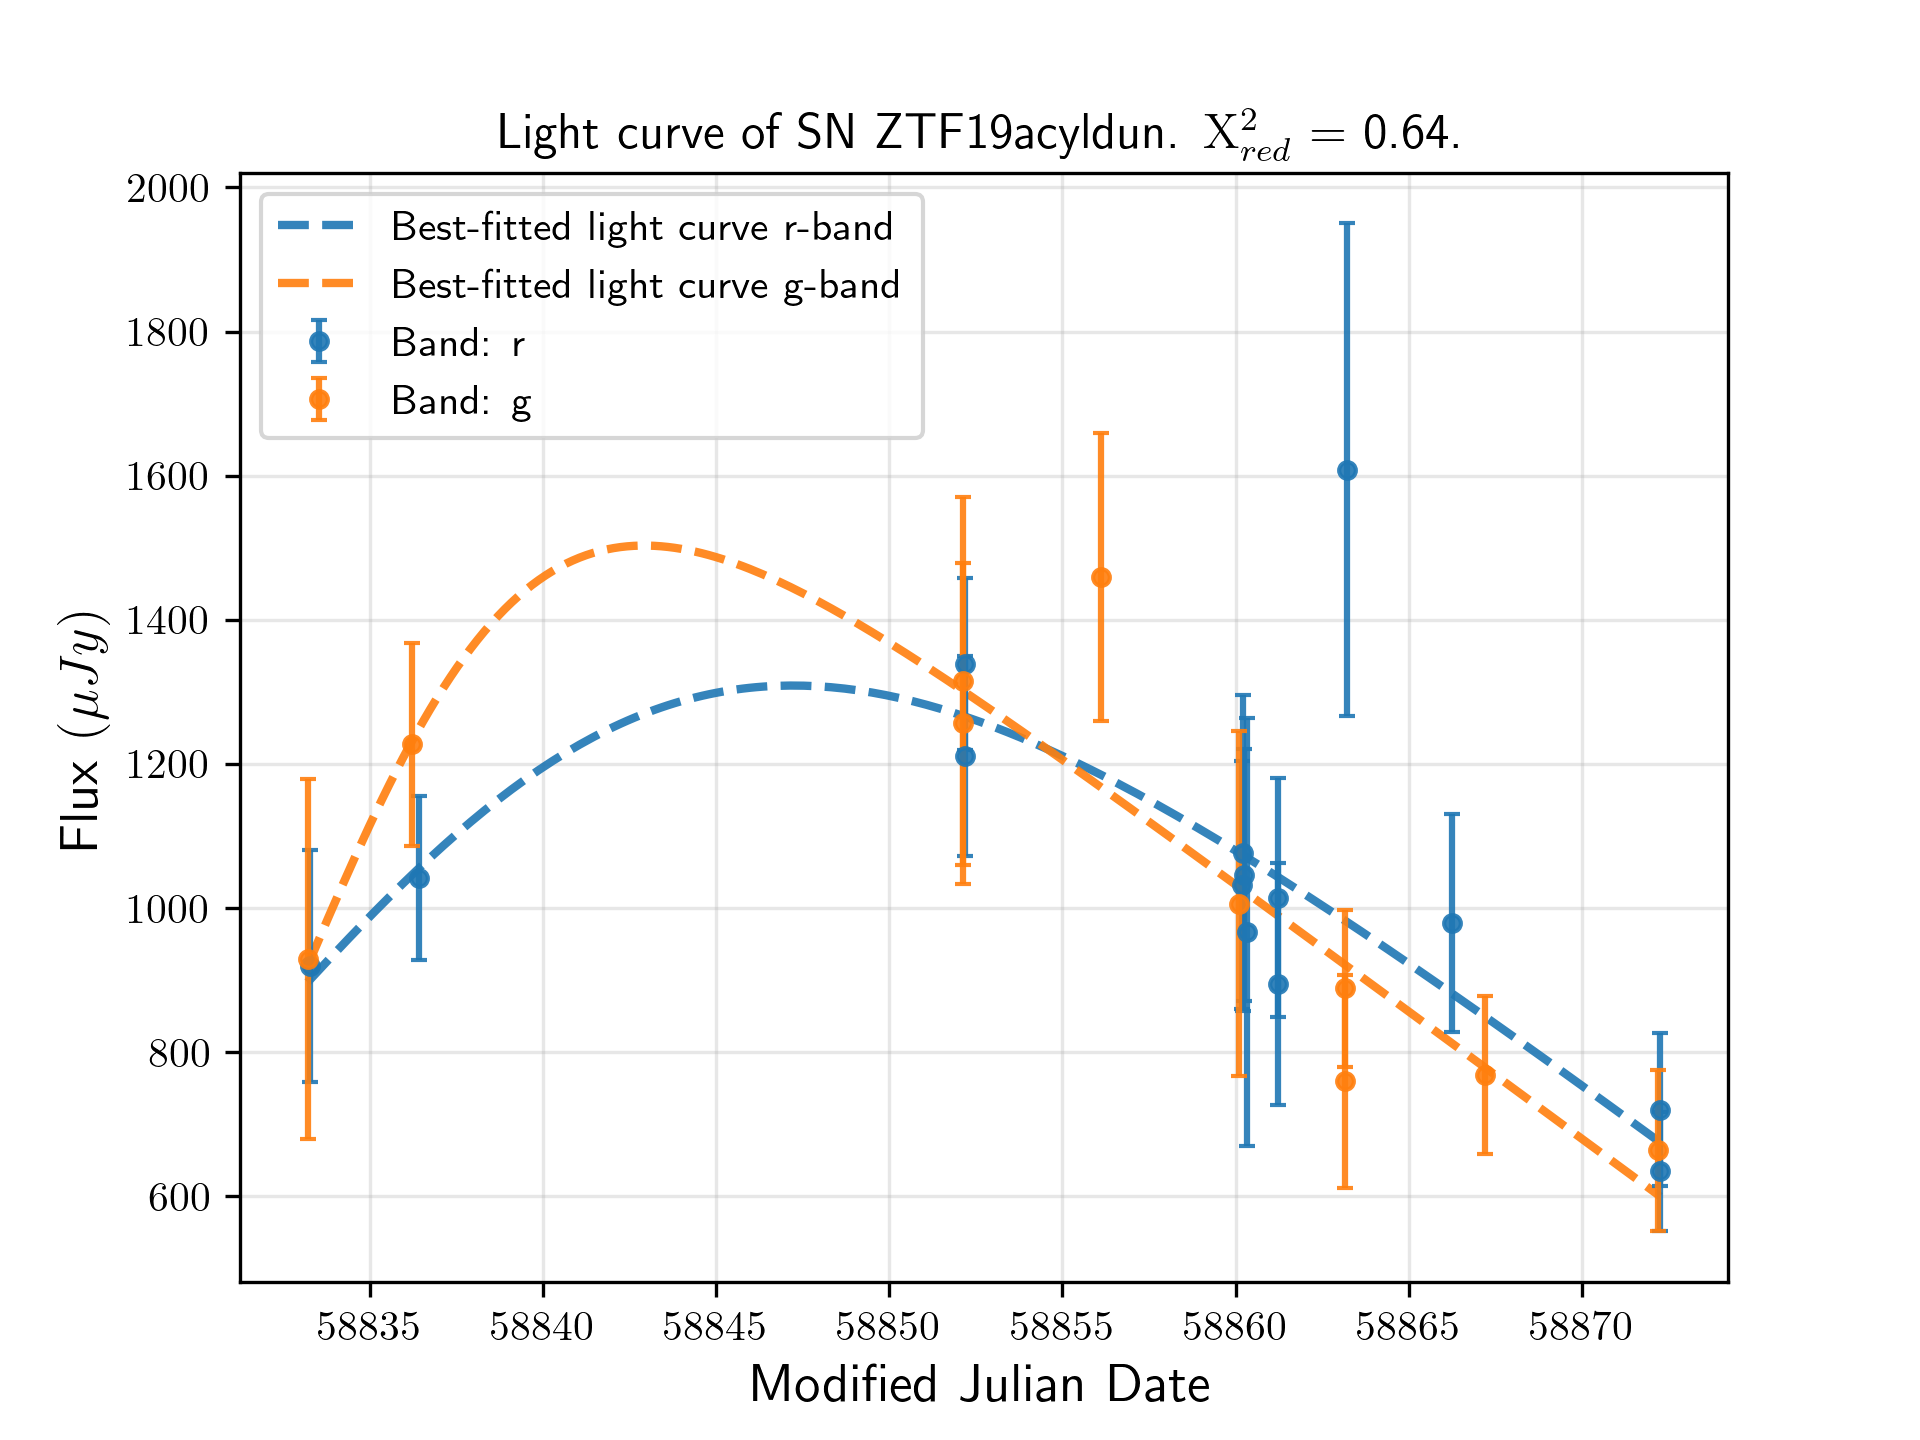 Light curve of SN ZTF19acyldun. X²_red = 0.64.
2000
1800
1600
1400
1200
1000
800
600
Flux (μJy)
Best-fitted light curve r-band
Best-fitted light curve g-band
Band: r
Band: g
58835 58840 58845 58850 58855 58860 58865 58870
Modified Julian Date